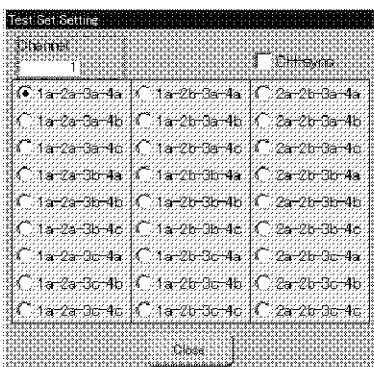 Test Set Setting
Channel
1
CH-sync
1a-2a-3a-4a 1a-2b-3a-4a 2a-2b-3a-4a
1a-2a-3a-4b 1a-2b-3a-4b 2a-2b-3a-4b
1a-2a-3a-4c 1a-2b-3a-4c 2a-2b-3a-4c
1a-2a-3b-4a 1a-2b-3b-4a 2a-2b-3b-4a
1a-2a-3b-4b 1a-2b-3b-4b 2a-2b-3b-4b
1a-2a-3b-4c 1a-2b-3b-4c 2a-2b-3b-4c
1a-2a-3c-4a 1a-2b-3c-4a 2a-2b-3c-4a
1a-2a-3c-4b 1a-2b-3c-4b 2a-2b-3c-4b
1a-2a-3c-4c 1a-2b-3c-4c 2a-2b-3c-4c
Close